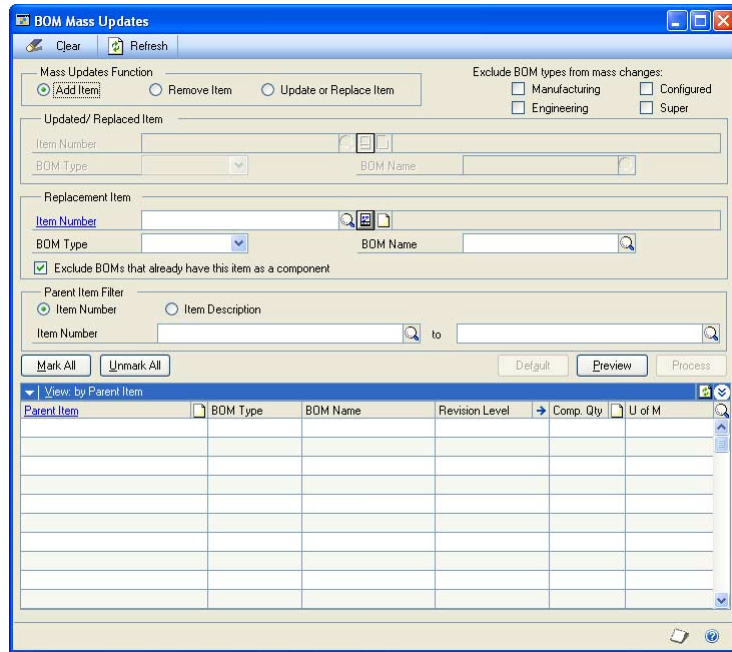 BOM Mass Updates
Clear Refresh
Mass Updates Function
Add Item Remove Item Update or Replace Item
Exclude BOM types from mass changes:
Manufacturing Configured
Engineering Super
Updated/ Replaced Item
Item Number
BOM Type BOM Name
Replacement Item
Item Number
BOM Type BOM Name
Exclude BOMs that already have this item as a component
Parent Item Filter
Item Number Item Description
Item Number to
Mark All Unmark All Default Preview Process
View: by Parent Item
Parent Item BOM Type BOM Name Revision Level Comp. Qty U of M